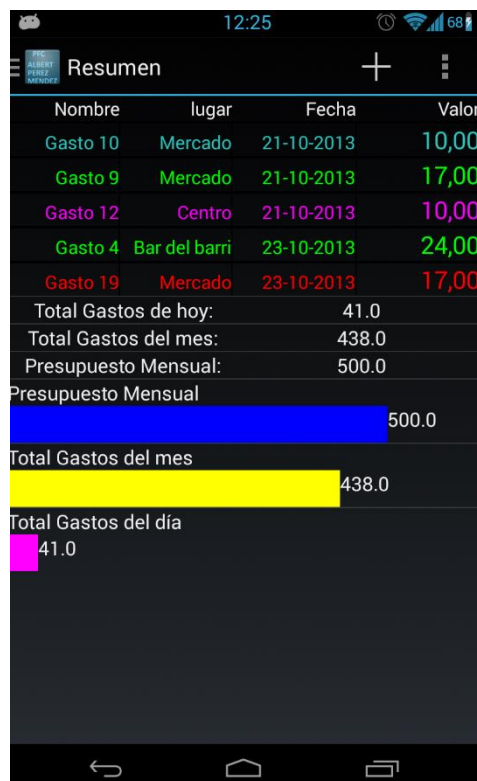 12:25 68
PFC
ALBERT
PEREZ
MENDEZ
Resumen
Nombre lugar Fecha Valor
Gasto 10 Mercado 21-10-2013 10,00
Gasto 9 Mercado 21-10-2013 17,00
Gasto 12 Centro 21-10-2013 10,00
Gasto 4 Bar del barri 23-10-2013 24,00
Gasto 19 Mercado 23-10-2013 17,00
Total Gastos de hoy: 41.0
Total Gastos del mes: 438.0
Presupuesto Mensual: 500.0
Presupuesto Mensual
500.0
Total Gastos del mes
438.0
Total Gastos del día
41.0